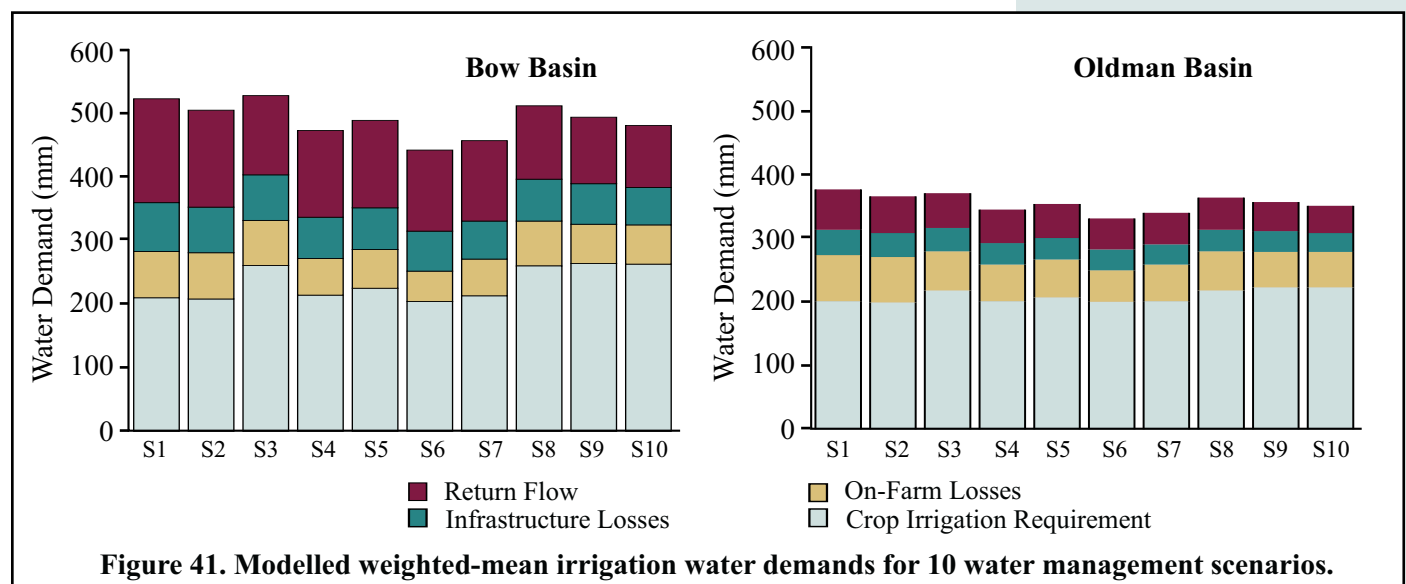 Bow Basin
Water Demand (mm)
600
500
400
300
200
100
0
S1 S2 S3 S4 S5 S6 S7 S8 S9 S10
Oldman Basin
Water Demand (mm)
600
500
400
300
200
100
0
S1 S2 S3 S4 S5 S6 S7 S8 S9 S10
Return Flow
Infrastructure Losses
On-Farm Losses
Crop Irrigation Requirement
Figure 41. Modelled weighted-mean irrigation water demands for 10 water management scenarios.